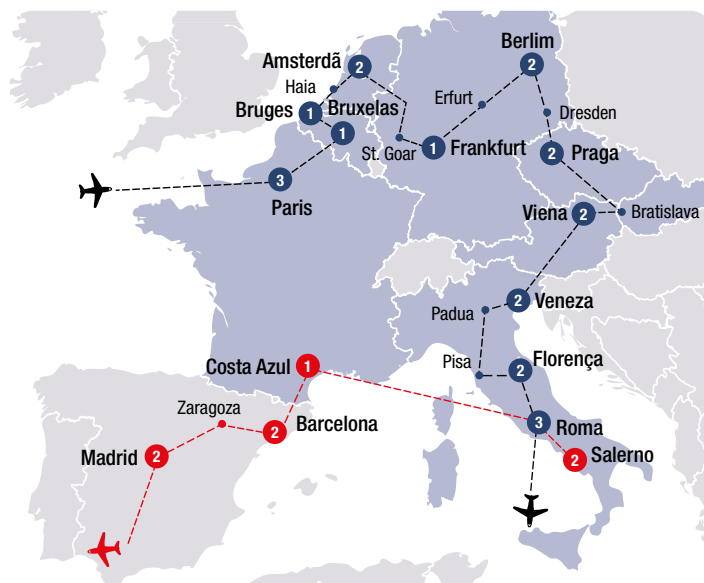 Berlim
2
Amsterdã
2
Haia
Erfurt
Bruges
1
Bruxelas
1
Dresden
St. Goar
1
Frankfurt
2
Praga
3
Paris
Viena
2
Bratislava
2
Veneza
Padua
Pisa
2
Florença
Costa Azul
1
Zaragoza
2
Barcelona
3
Roma
Madrid
2
2
Salerno